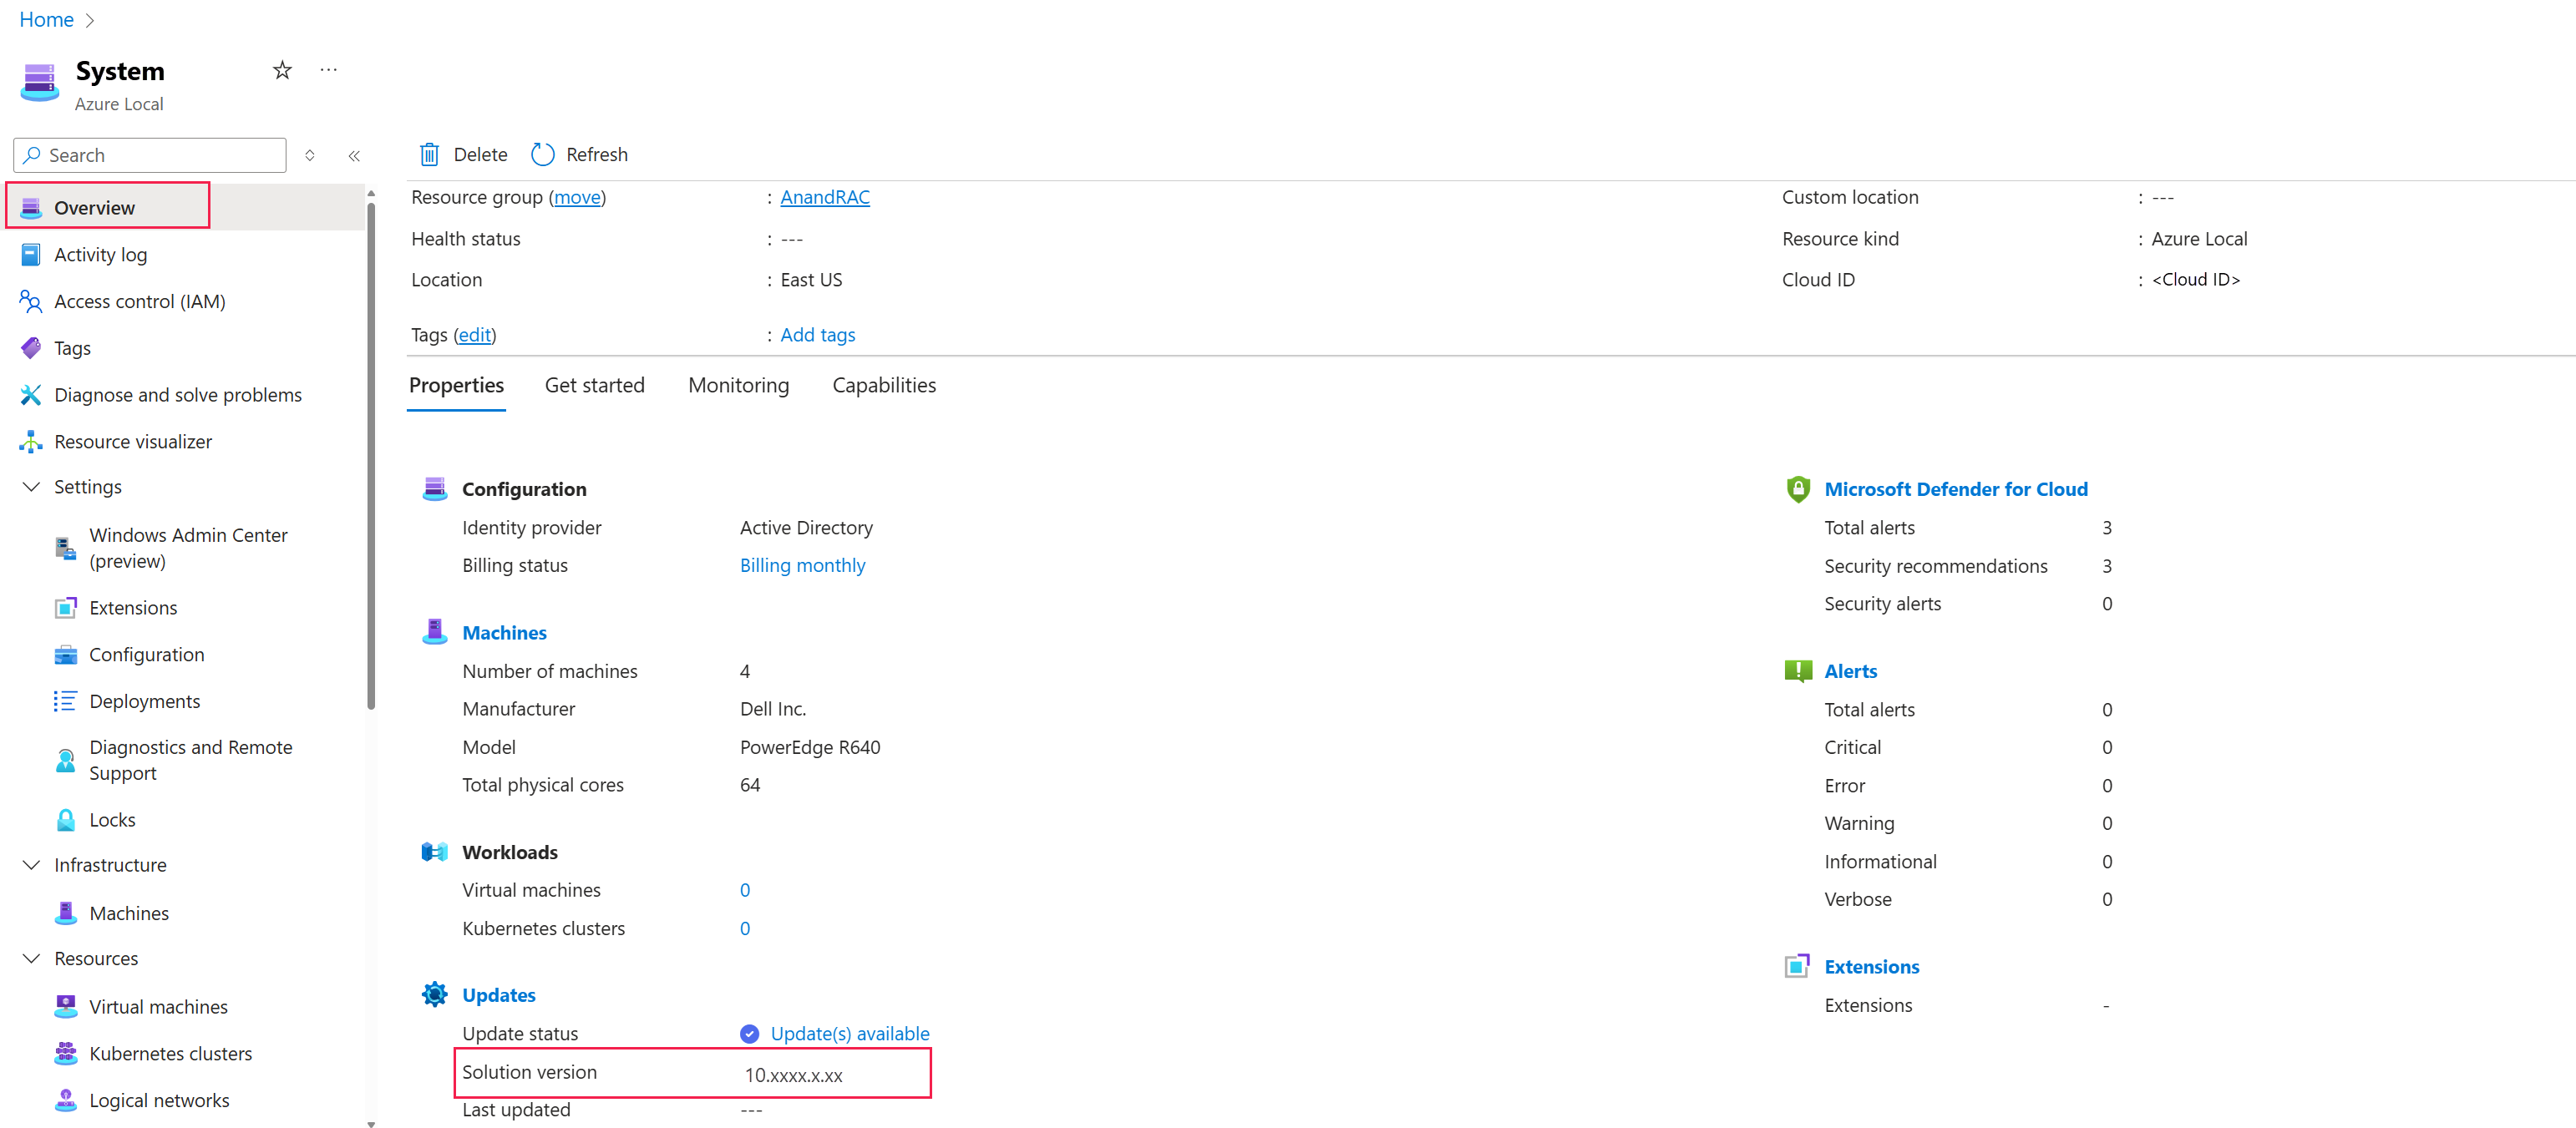 Home
System
Azure Local
Search
Overview
Activity log
Access control (IAM)
Tags
Diagnose and solve problems
Resource visualizer
Settings
Windows Admin Center
(preview)
Extensions
Configuration
Deployments
Diagnostics and Remote
Support
Locks
Infrastructure
Machines
Resources
Virtual machines
Kubernetes clusters
Logical networks
Delete Refresh
Resource group (move) : AnandRAC
Health status : ---
Location : East US
Tags (edit) : Add tags
Custom location : ---
Resource kind : Azure Local
Cloud ID : <Cloud ID>
Properties Get started Monitoring Capabilities
Configuration
Identity provider Active Directory
Billing status Billing monthly
Machines
Number of machines 4
Manufacturer Dell Inc.
Model PowerEdge R640
Total physical cores 64
Workloads
Virtual machines 0
Kubernetes clusters 0
Updates
Update status Update(s) available
Solution version 10.xxxx.x.xx
Last updated ---
Microsoft Defender for Cloud
Total alerts 3
Security recommendations 3
Security alerts 0
Alerts
Total alerts 0
Critical 0
Error 0
Warning 0
Informational 0
Verbose 0
Extensions
Extensions -